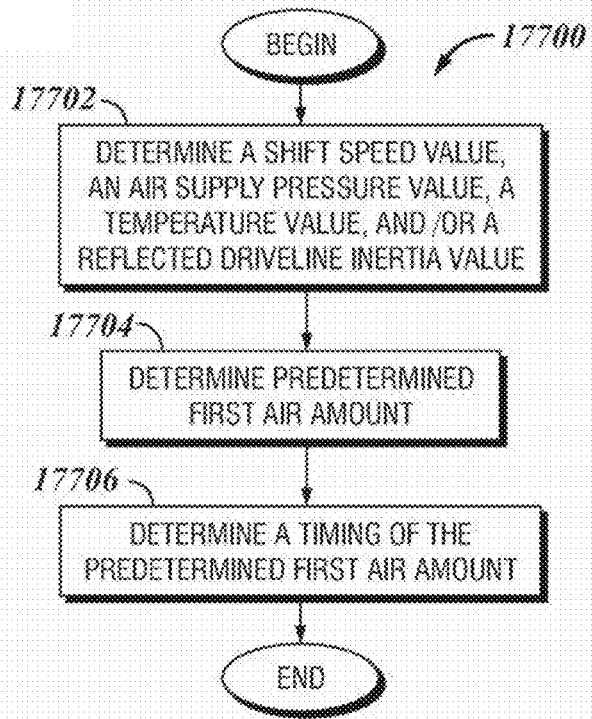 BEGIN
17700
17702
DETERMINE A SHIFT SPEED VALUE,
AN AIR SUPPLY PRESSURE VALUE, A
TEMPERATURE VALUE, AND /OR A
REFLECTED DRIVELINE INERTIA VALUE
17704
DETERMINE PREDETERMINED
FIRST AIR AMOUNT
17706
DETERMINE A TIMING OF THE
PREDETERMINED FIRST AIR AMOUNT
END